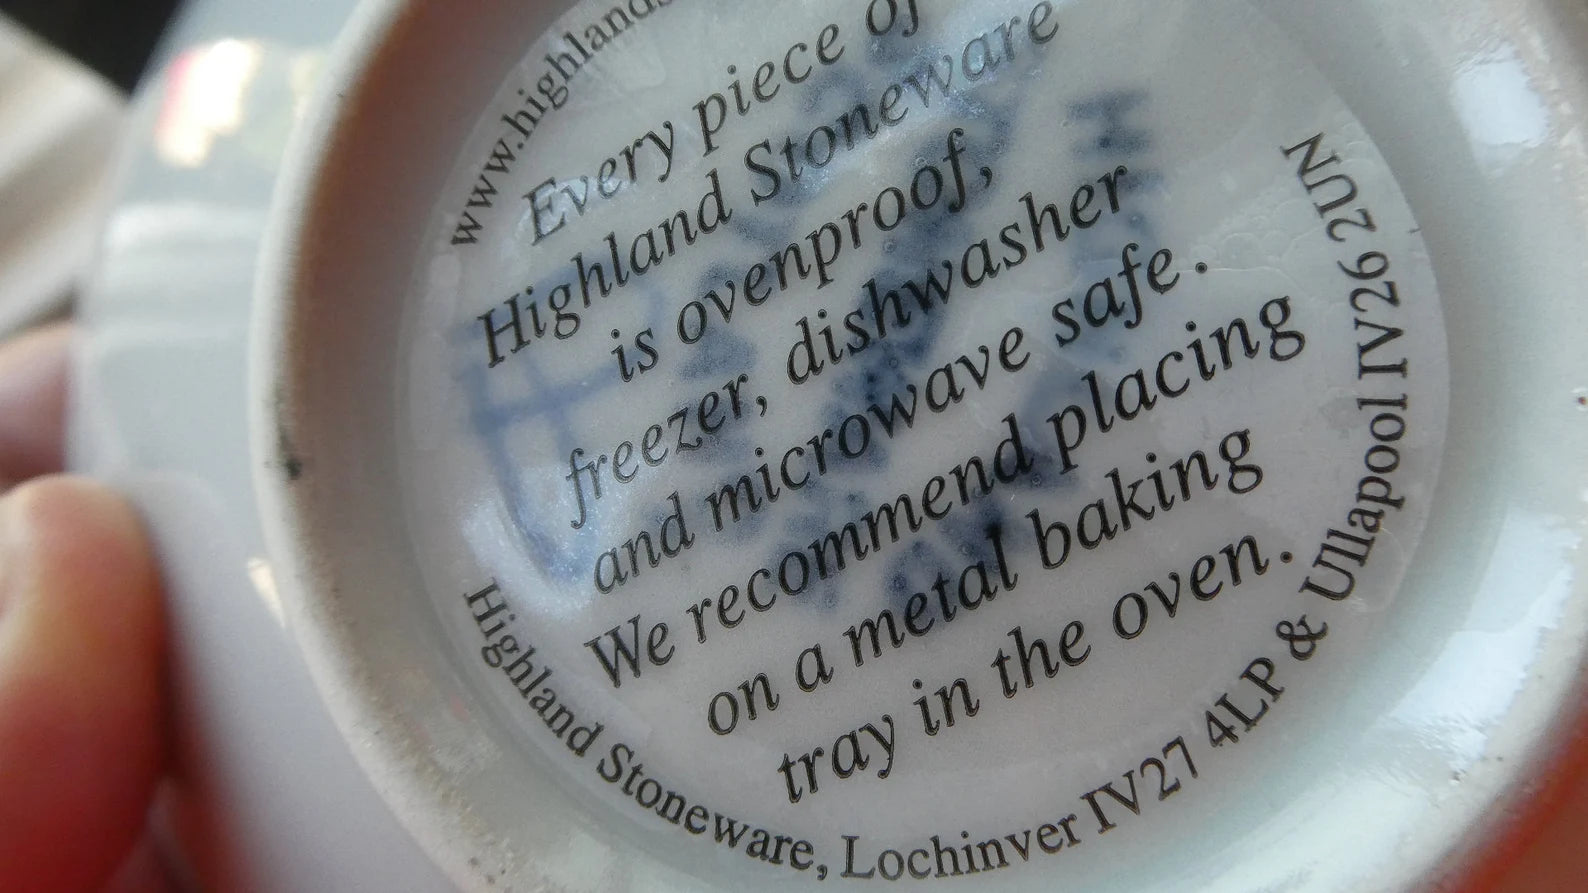 www.highlands
Every piece of
Highland Stoneware
is ovenproof,
freezer, dishwasher
and microwave safe.
We recommend placing
on a metal baking
tray in the oven.
Highland Stoneware, Lochinver IV27 4LP & Ullapool IV26 2UN